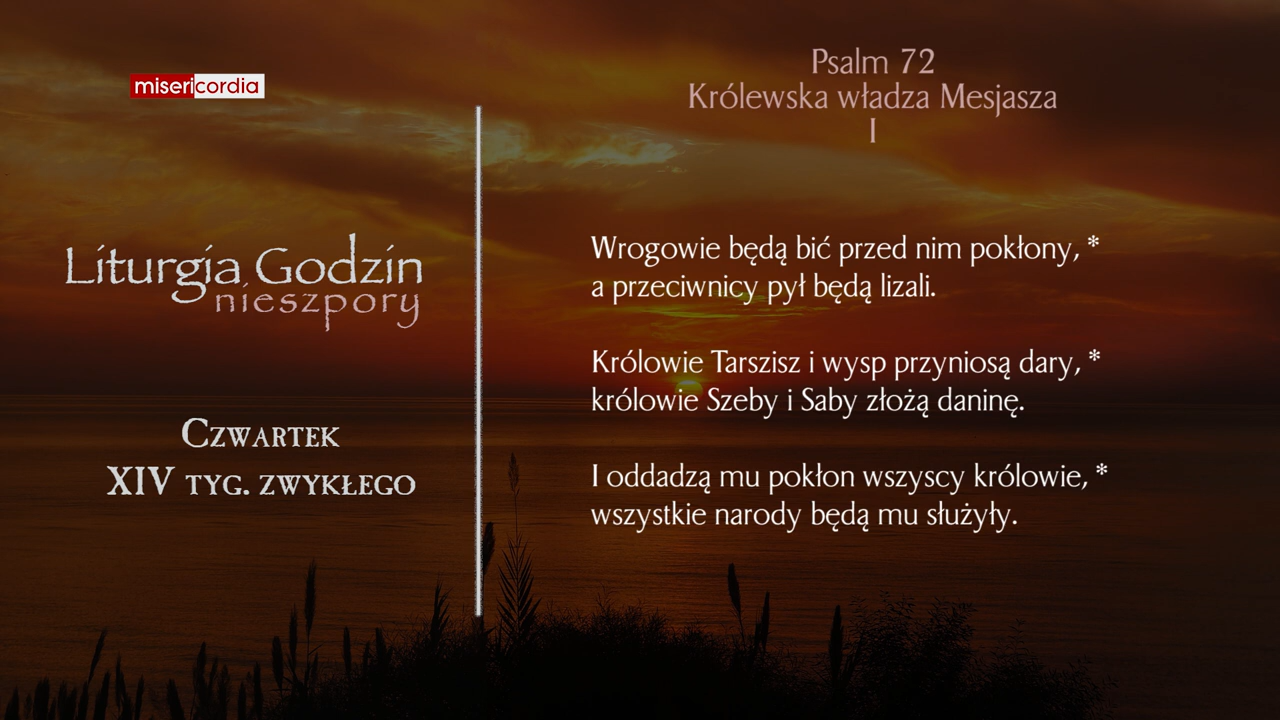 misericordia
Liturgia Godzin
nieszpory
Czwartek
XIV tyg. zwykłego
Psalm 72
Królewska władza Mesjasza
I
Wrogowie będą bić przed nim pokłony, *
a przeciwnicy pył będą lizali.
Królowie Tarszisz i wysp przyniosą dary, *
królowie Szeby i Saby złożą daninę.
I oddadzą mu pokłon wszyscy królowie, *
wszystkie narody będą mu służyły.